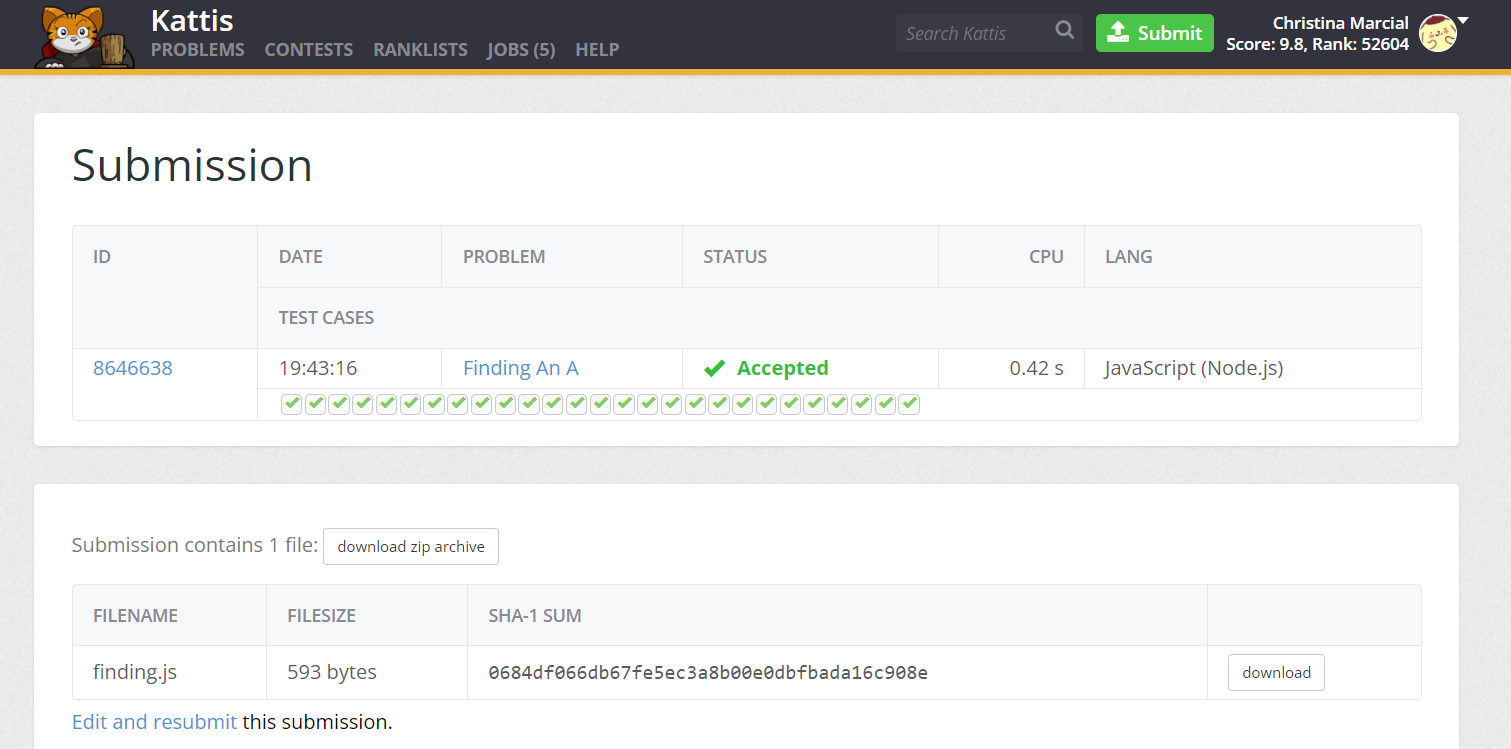 Kattis
PROBLEMS CONTESTS RANKLISTS JOBS (5) HELP
Search Kattis
Submit
Christina Marcial
Score: 9.8, Rank: 52604
Submission
ID DATE PROBLEM STATUS CPU LANG
TEST CASES
8646638 19:43:16 Finding An A Accepted 0.42 s JavaScript (Node.js)
Submission contains 1 file: download zip archive
FILENAME FILESIZE SHA-1 SUM
finding.js 593 bytes 0684df066db67fe5ec3a8b00e0dbfbada16c908e download
Edit and resubmit this submission.